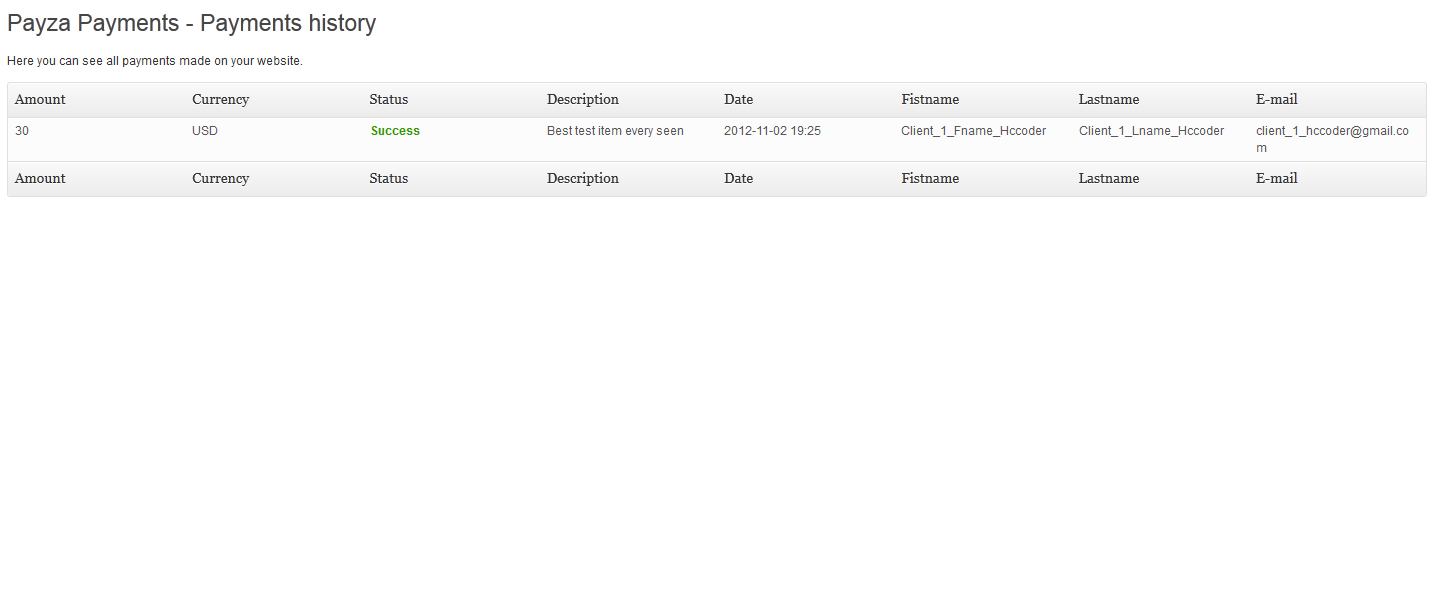 Payza Payments - Payments history
Here you can see all payments made on your website.
Amount Currency Status Description Date Fistname Lastname E-mail
30 USD Success Best test item every seen 2012-11-02 19:25 Client_1_Fname_Hccoder Client_1_Lname_Hccoder client_1_hccoder@gmail.co
m
Amount Currency Status Description Date Fistname Lastname E-mail